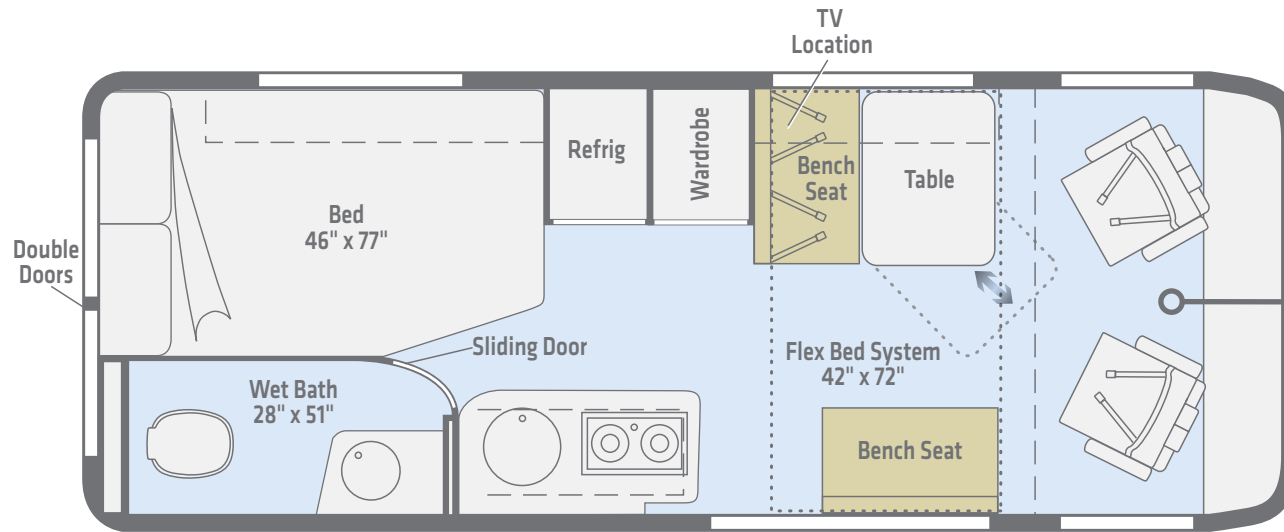 TV
Location
Refrig
Wardrobe
Bench
Seat
Table
Bed
46" x 77"
Double
Doors
Sliding Door
Flex Bed System
42" x 72"
Wet Bath
28" x 51"
Bench Seat